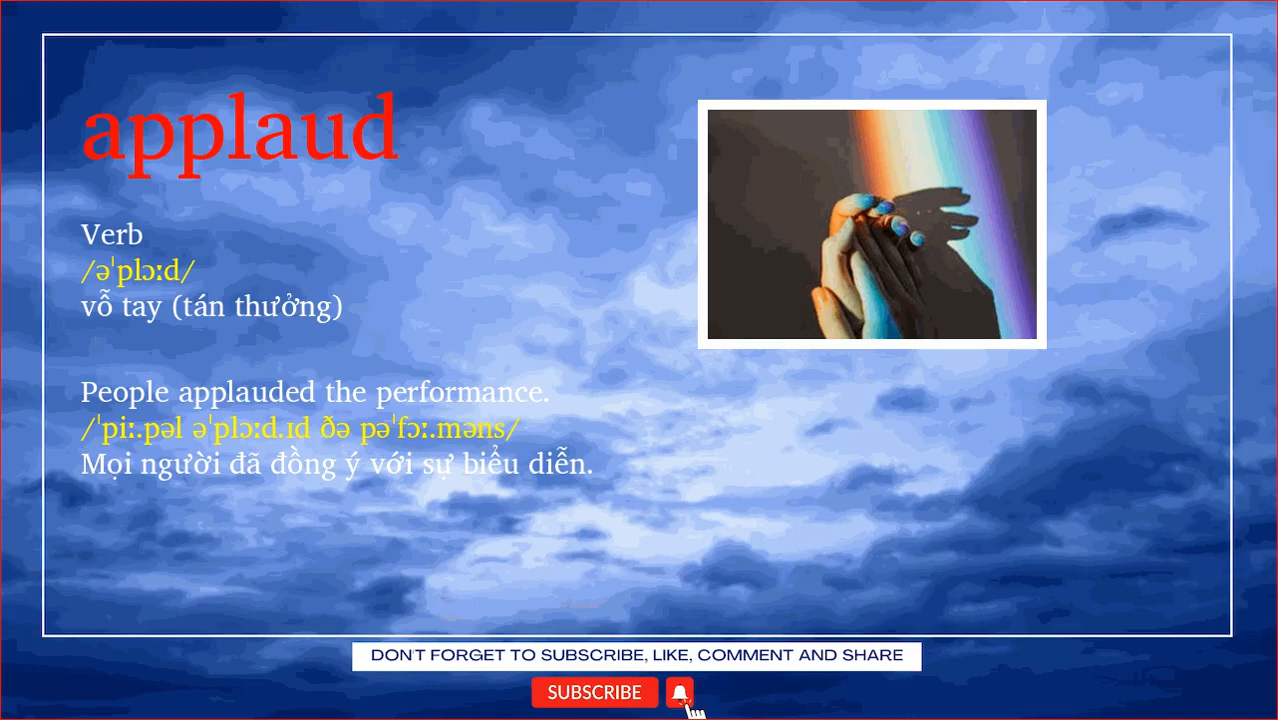 applaud
Verb
/əˈplɔːd/
vỗ tay (tán thưởng)
People applauded the performance.
/ˈpiː.pəl əˈplɔːd.ɪd ðə pəˈfɔː.məns/
Mọi người đã đồng ý với sự biểu diễn.
DON'T FORGET TO SUBSCRIBE, LIKE, COMMENT AND SHARE
SUBSCRIBE